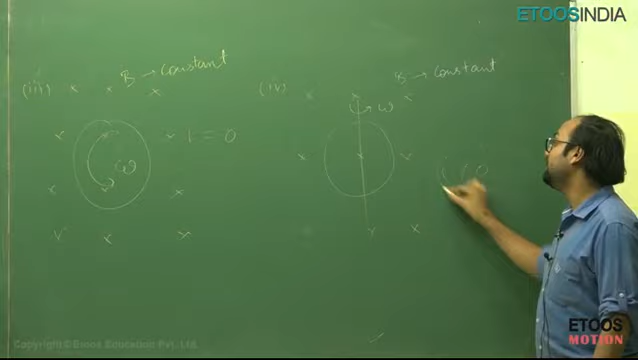 ETOOSINDIA
(iii) B → constant
i = 0
ω
(iv) B → constant
ω
ETOOS
MOTION
Copyright © Etoos Education Pvt. Ltd.